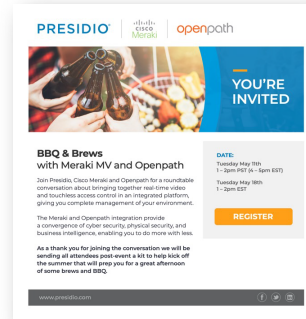 PRESIDIO®
CISCO
Meraki
openpath
YOU'RE
INVITED
BBQ & Brews
with Meraki MV and Openpath
Join Presidio, Cisco Meraki and Openpath for a roundtable
conversation about bringing together real-time video
and touchless access control in an integrated platform,
giving you complete management of your environment.
The Meraki and Openpath integration provide
a convergence of cyber security, physical security, and
business intelligence, enabling you to do more with less.
As a thank you for joining the conversation we will be
sending all attendees post-event a kit to help kick off
the summer that will prep you for a great afternoon
of some brews and BBQ.
DATE:
Tuesday May 11th
1 – 2pm PST (4 – 5pm EST)
Tuesday May 18th
1 – 2pm EST
REGISTER
www.presidio.com